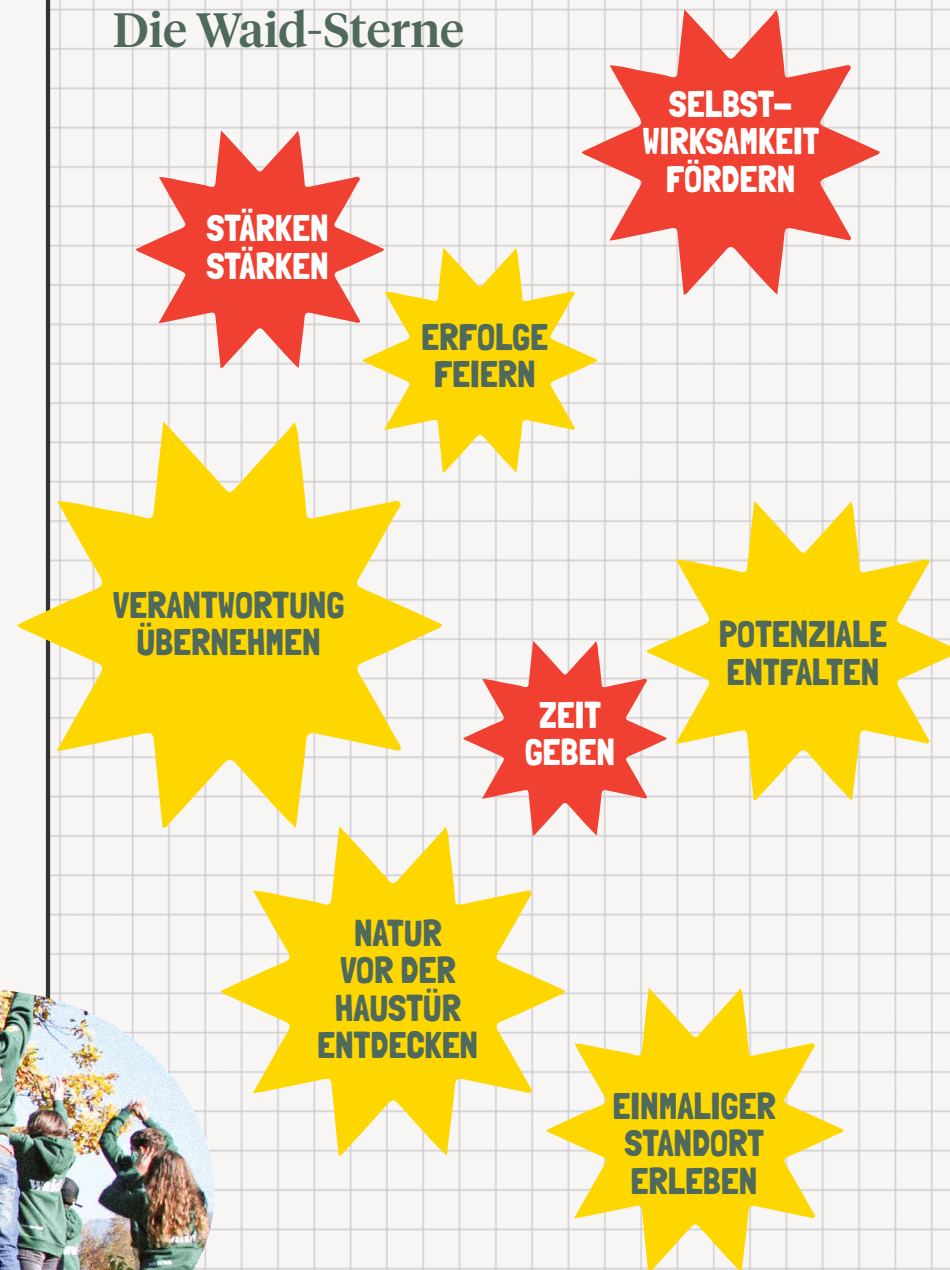 Die Waid-Sterne
SELBST–
WIRKSAMKEIT
FÖRDERN
STÄRKEN
STÄRKEN
ERFOLGE
FEIERN
VERANTWORTUNG
ÜBERNEHMEN
POTENZIALE
ENTFALTEN
ZEIT
GEBEN
NATUR
VOR DER
HAUSTÜR
ENTDECKEN
EINMALIGER
STANDORT
ERLEBEN